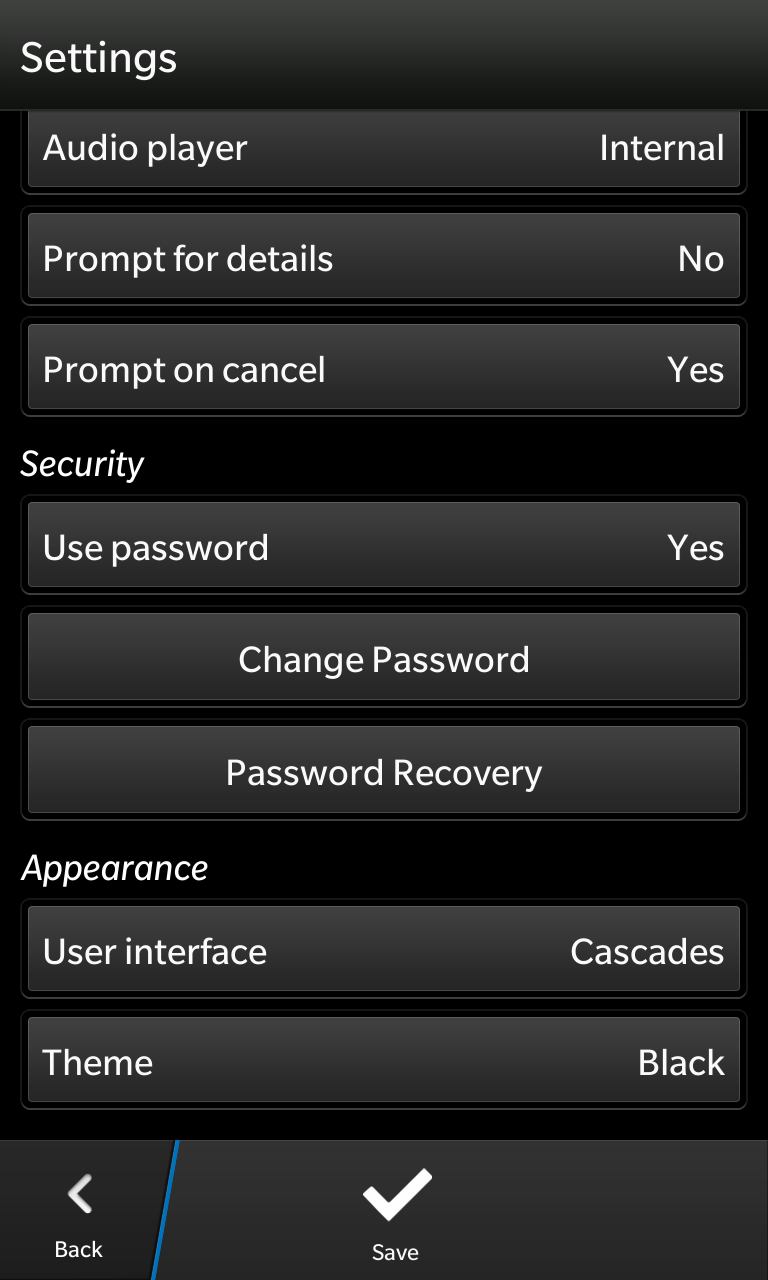 Settings
Audio player Internal
Prompt for details No
Prompt on cancel Yes
Security
Use password Yes
Change Password
Password Recovery
Appearance
User interface Cascades
Theme Black
Back Save